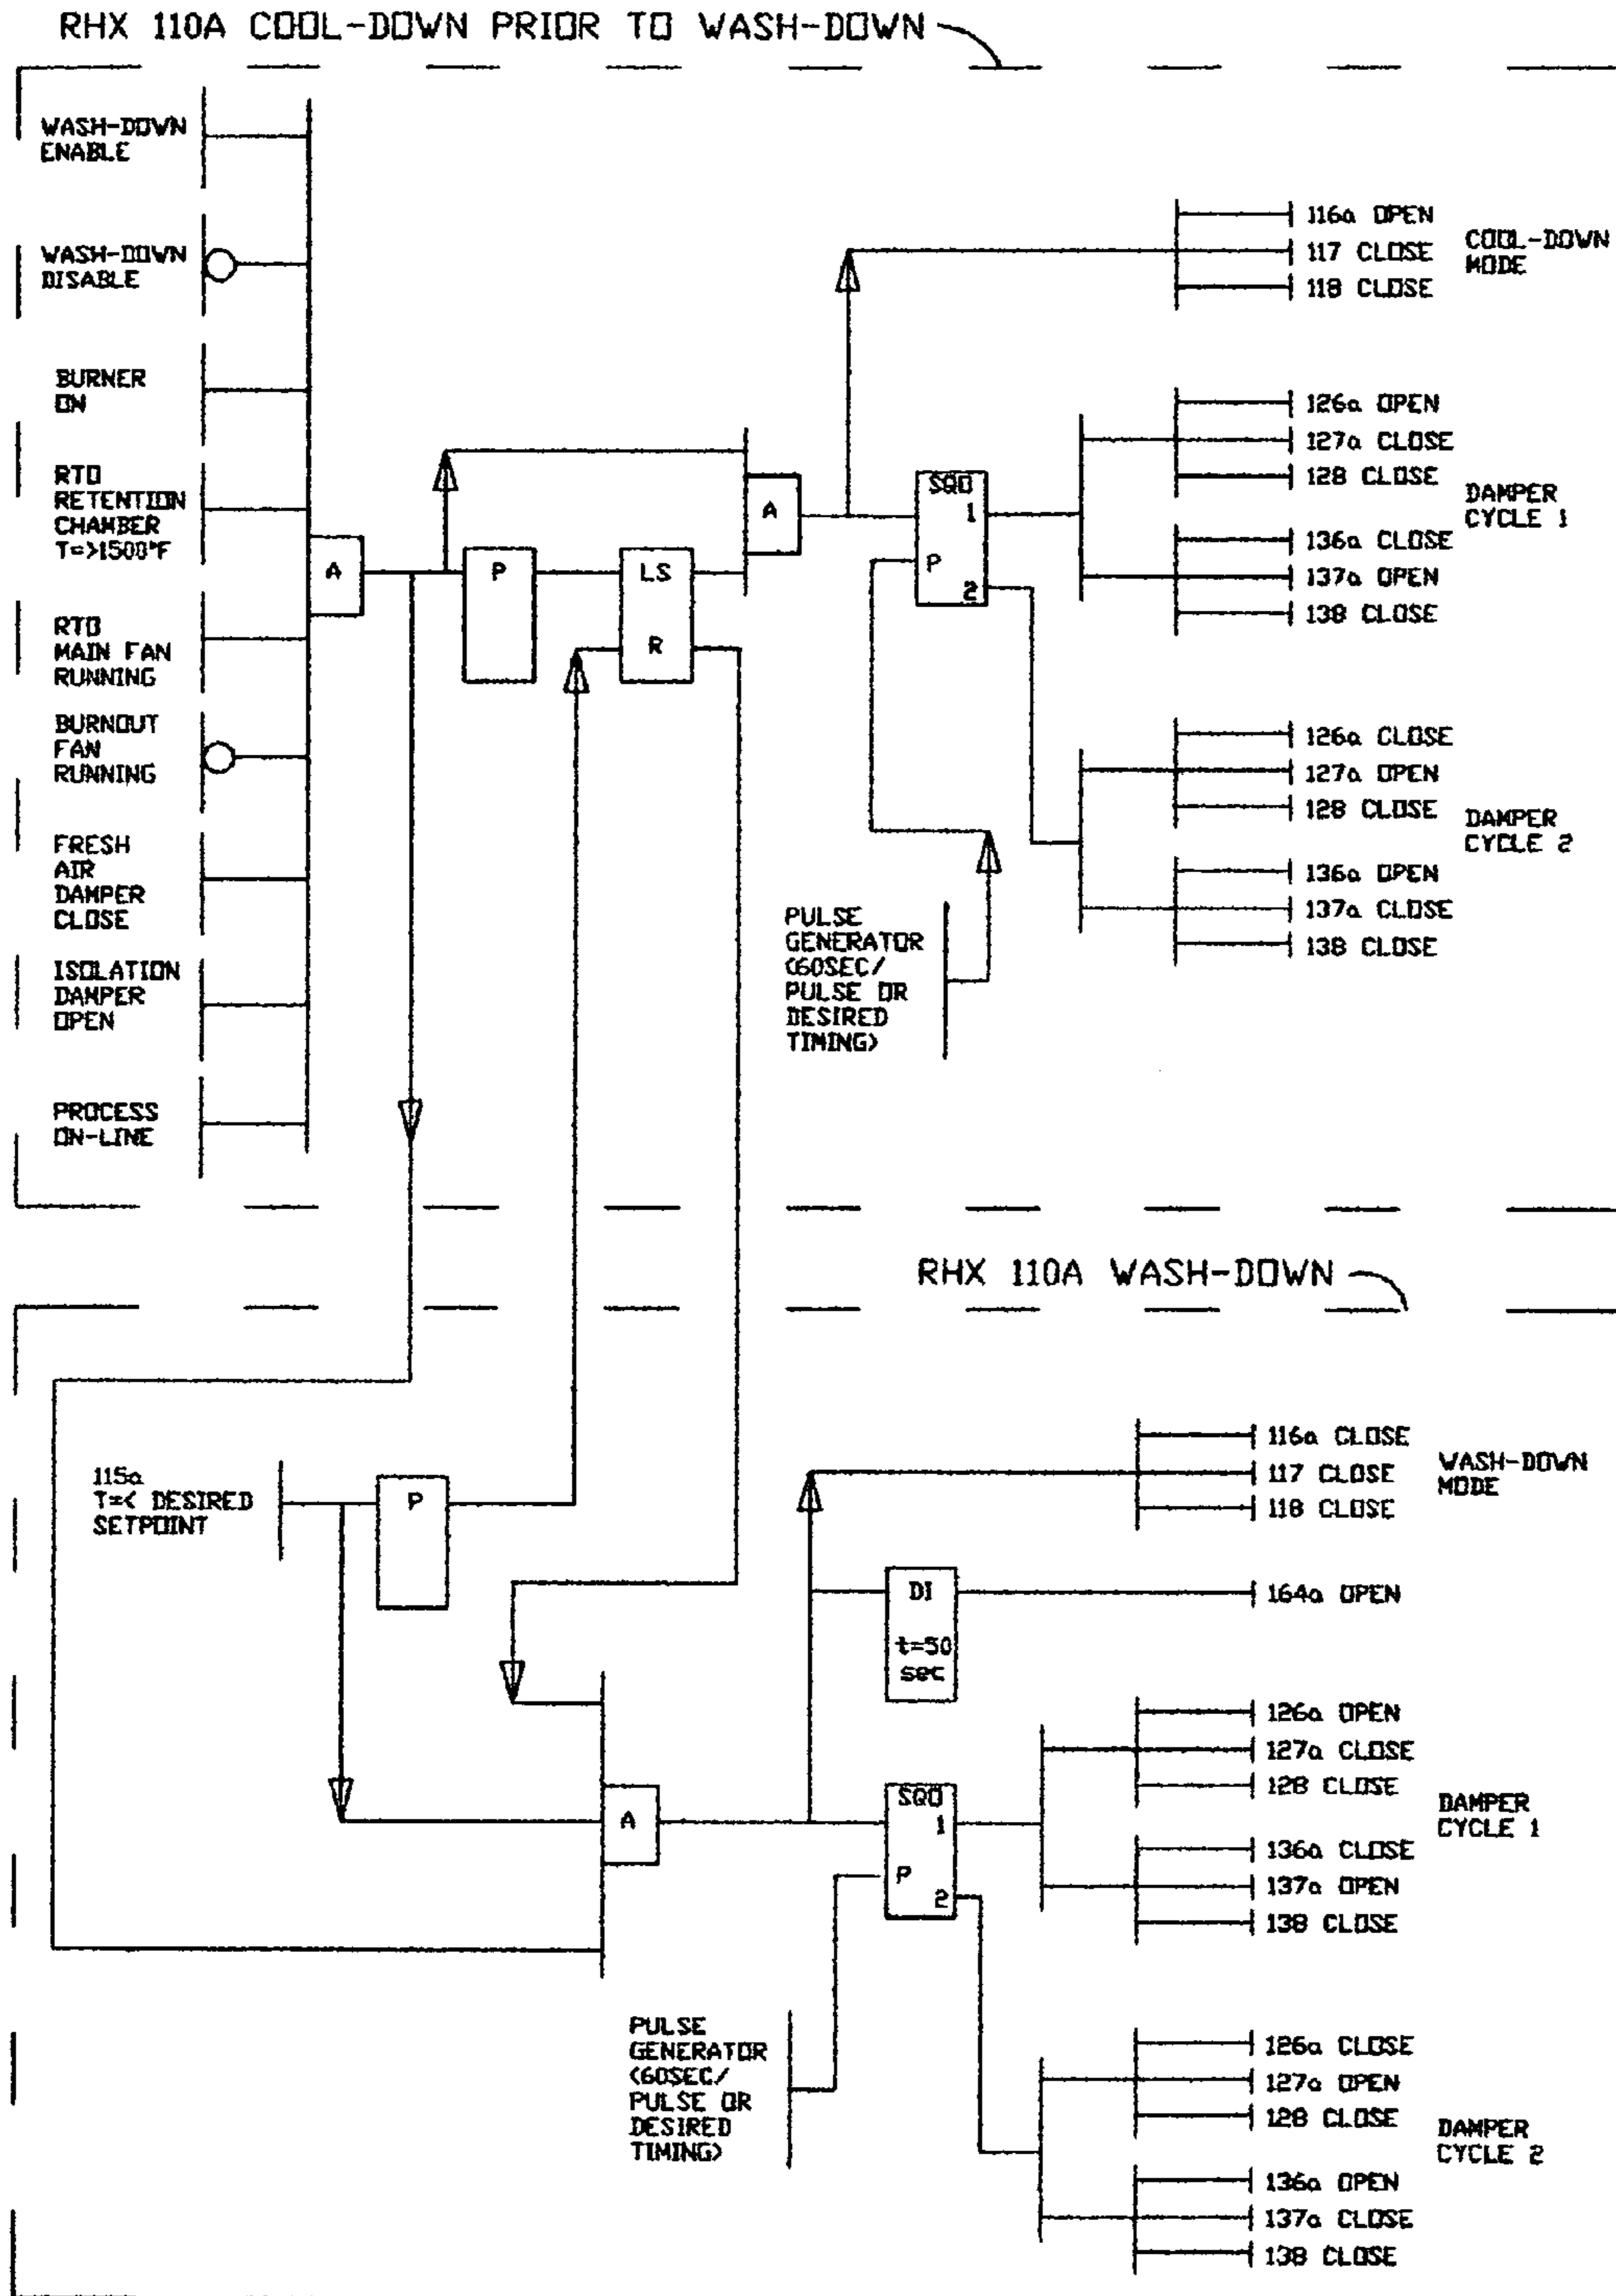 RHX 110A COOL-DOWN PRIOR TO WASH-DOWN
WASH-DOWN
ENABLE
WASH-DOWN
DISABLE
BURNER
ON
RTO
RETENTION
CHAMBER
T=>1500°F
RTO
MAIN FAN
RUNNING
BURNOUT
FAN
RUNNING
FRESH
AIR
DAMPER
CLOSE
ISOLATION
DAMPER
OPEN
PROCESS
ON-LINE
A
P
LS
R
A
SQO
1
P
2
PULSE
GENERATOR
(60SEC/
PULSE OR
DESIRED
TIMING)
116a OPEN
117 CLOSE
118 CLOSE
COOL-DOWN
MODE
126a OPEN
127a CLOSE
128 CLOSE
136a CLOSE
137a OPEN
138 CLOSE
DAMPER
CYCLE 1
126a CLOSE
127a OPEN
128 CLOSE
136a OPEN
137a CLOSE
138 CLOSE
DAMPER
CYCLE 2
RHX 110A WASH-DOWN
115a
T=< DESIRED
SETPOINT
P
A
DI
t=50
sec
SQO
1
P
2
PULSE
GENERATOR
(60SEC/
PULSE OR
DESIRED
TIMING)
116a CLOSE
117 CLOSE
118 CLOSE
WASH-DOWN
MODE
164a OPEN
126a OPEN
127a CLOSE
128 CLOSE
136a CLOSE
137a OPEN
138 CLOSE
DAMPER
CYCLE 1
126a CLOSE
127a OPEN
128 CLOSE
136a OPEN
137a CLOSE
138 CLOSE
DAMPER
CYCLE 2